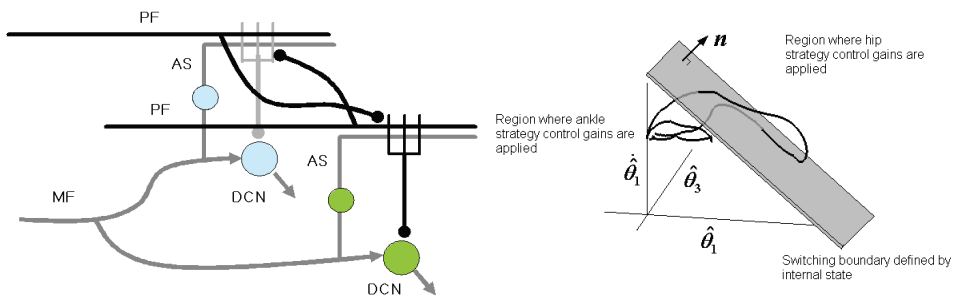 PF
AS
PF
AS
MF
DCN
DCN
n
Region where hip
strategy control gains are
applied
Region where ankle
strategy control gains are
applied
θ̇̂₁
θ̂₃
θ̂₁
Switching boundary defined by
internal state